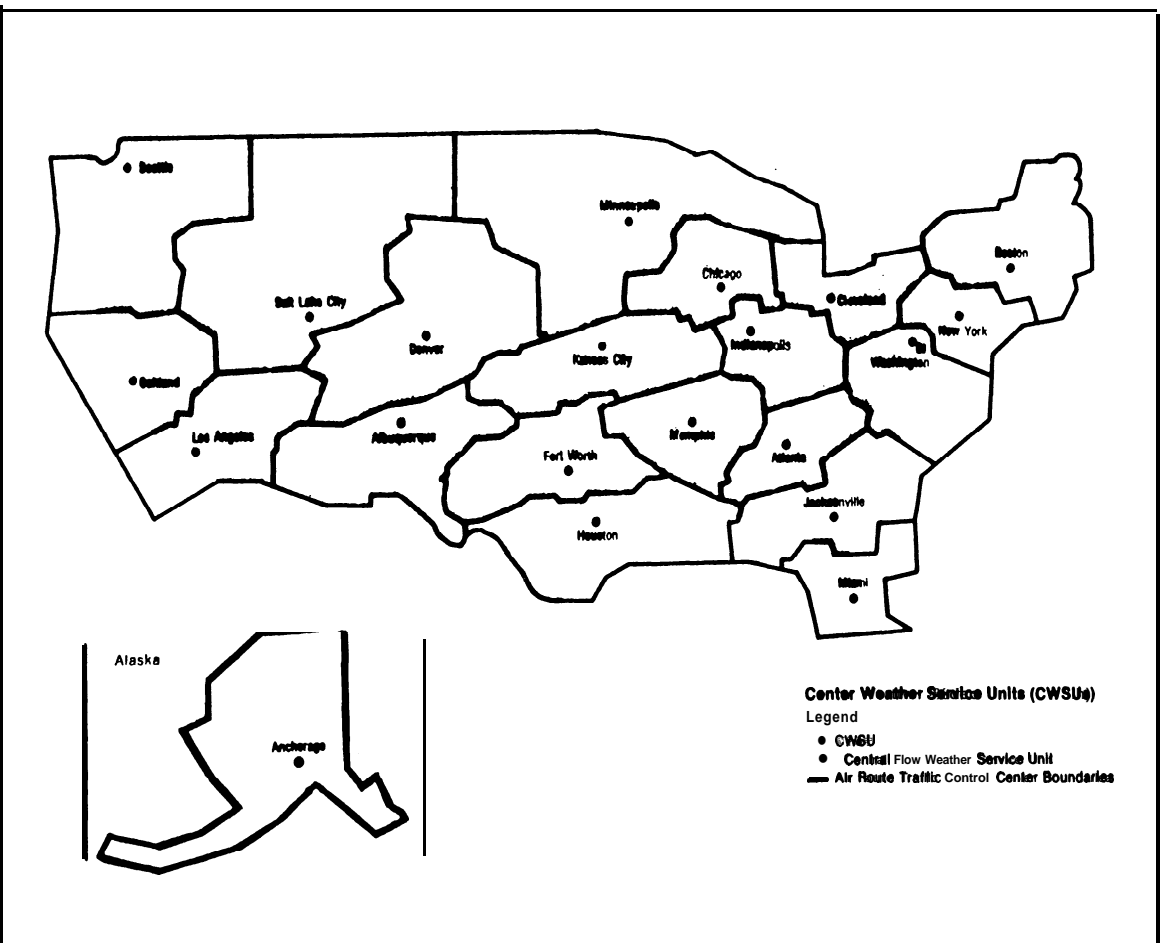 Seattle
Minneapolis
Boston
Chicago
Salt Lake City
Cleveland
New York
Denver
Kansas City
Indianapolis
Washington
Oakland
Los Angeles
Albuquerque
Memphis
Fort Worth
Atlanta
Jacksonville
Houston
Miami
Alaska
Anchorage
Center Weather Service Units (CWSUs)
Legend
CWSU
Central Flow Weather Service Unit
Air Route Traffic Control Center Boundaries